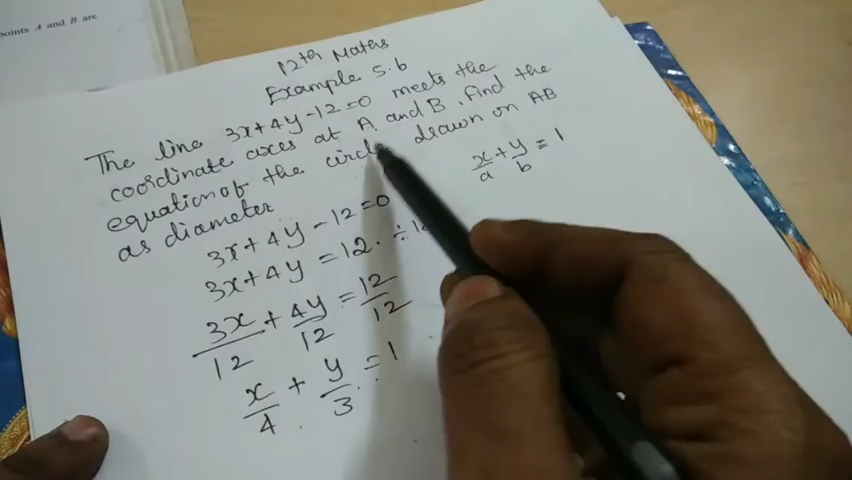 points A and B are
12th Maths
Example 5.6
The line 3x+4y-12=0 meets the
coordinate axes at A and B. Find the
equation of the circle drawn on AB
as diameter
x/a + y/b = 1
3x+4y-12=0
3x+4y=12. ÷12
3x/12 + 4y/12 = 12/12
x/4 + y/3 = 1